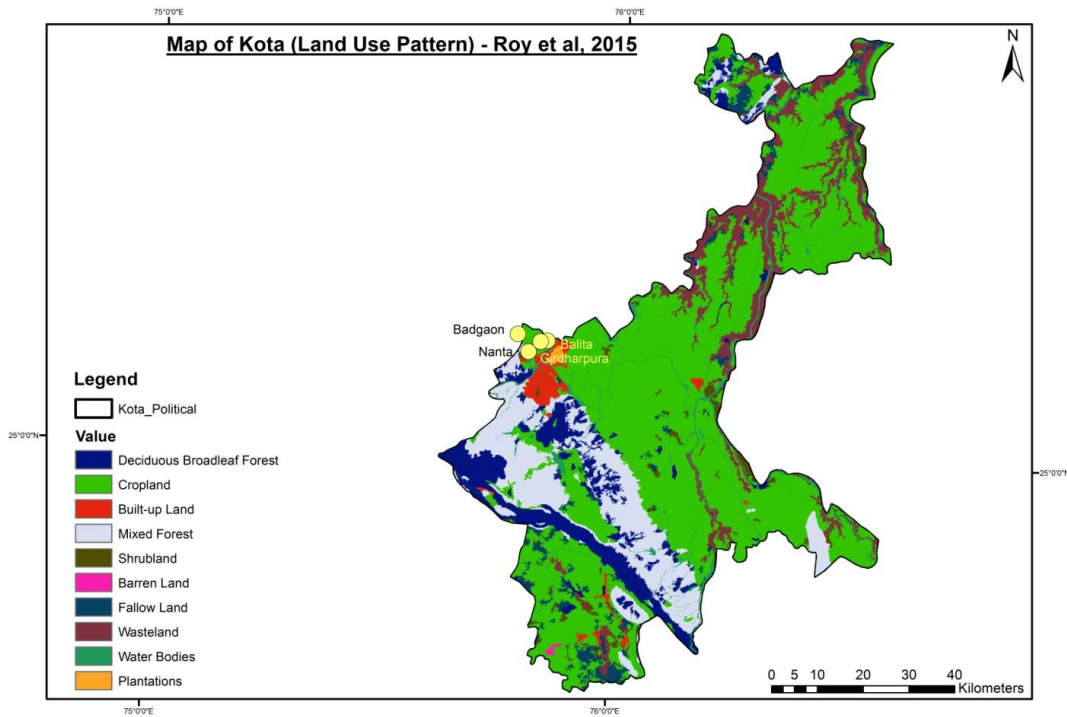 75°0'0"E
76°0'0"E
Map of Kota (Land Use Pattern) - Roy et al, 2015
N
Badgaon
Balita
Nanta
Girdharpura
Legend
Kota_Political
25°0'0"N
25°0'0"N
Value
Deciduous Broadleaf Forest
Cropland
Built-up Land
Mixed Forest
Shrubland
Barren Land
Fallow Land
Wasteland
Water Bodies
Plantations
0 5 10 20 30 40
Kilometers
75°0'0"E
76°0'0"E